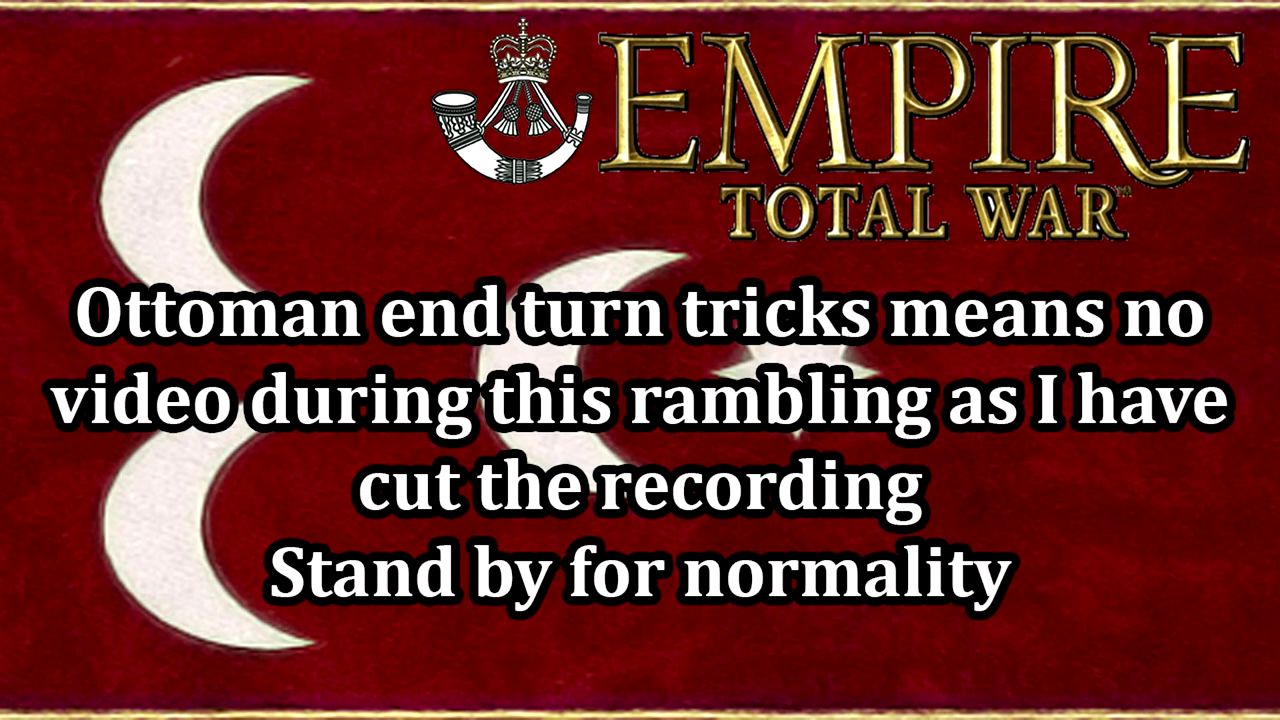 EMPIRE
TOTAL WAR™
Ottoman end turn tricks means no
video during this rambling as I have
cut the recording
Stand by for normality